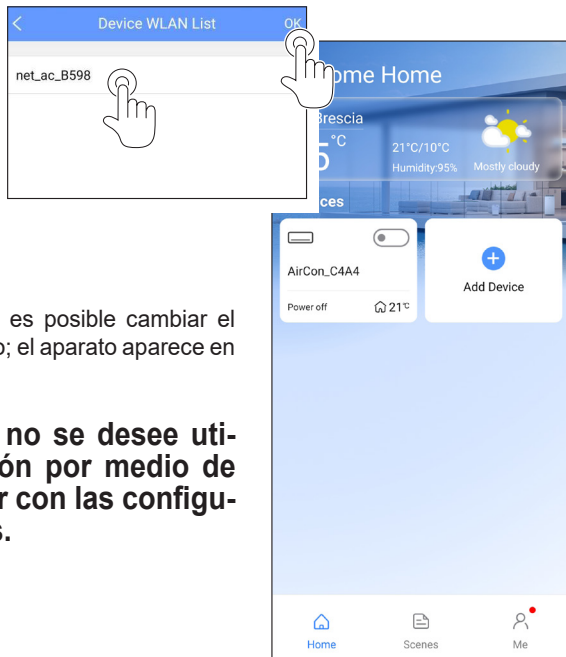 Device WLAN List
OK
net_ac_B598
ome Home
Brescia
°C
21°C/10°C
Humidity:95%
Mostly cloudy
ces
AirCon_C4A4
Power off
21°C
Add Device
Home
Scenes
Me
es posible cambiar el
o; el aparato aparece en
no se desee uti-
ón por medio de
r con las configu-
s.